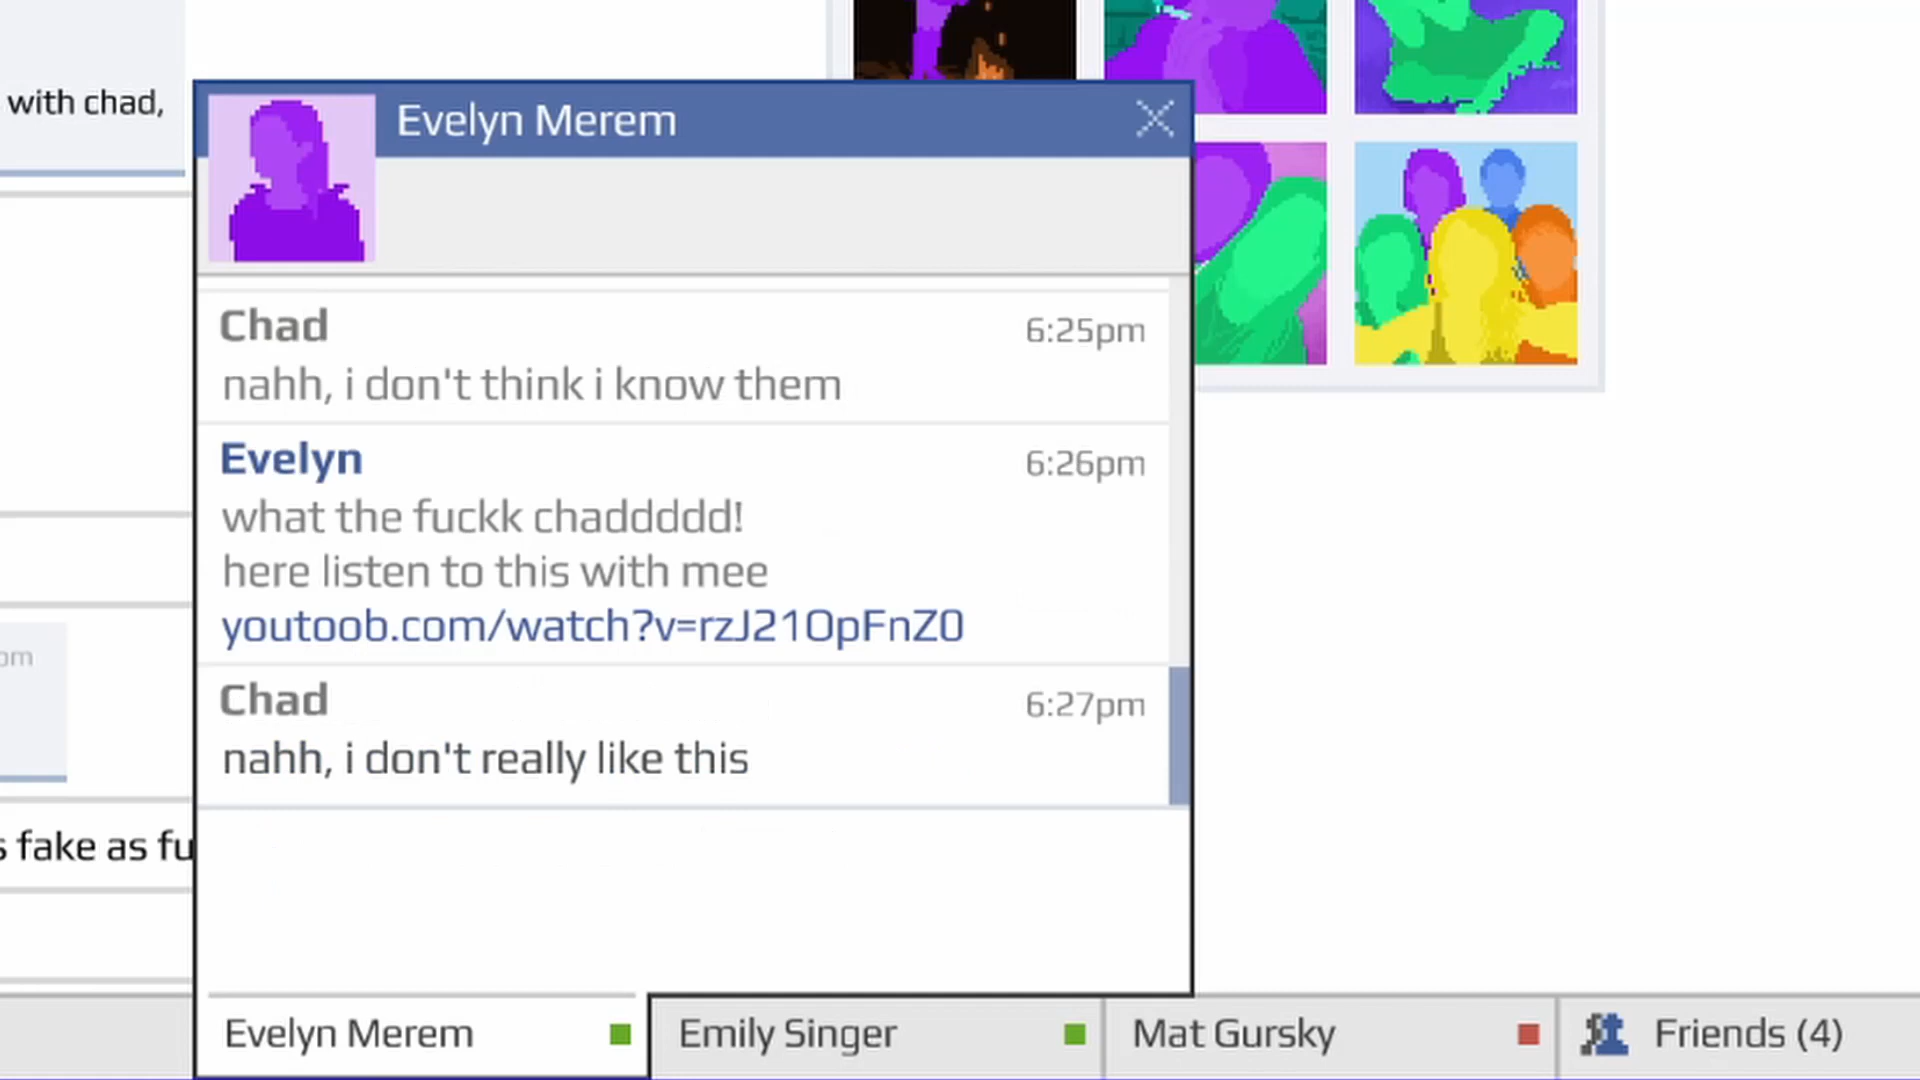 with chad,
Evelyn Merem
Chad
6:25pm
nahh, i don't think i know them
Evelyn
6:26pm
what the fuckk chaddddd!
here listen to this with mee
youtoob.com/watch?v=rzJ21OpFnZ0
Chad
6:27pm
nahh, i don't really like this
fake as fu
Evelyn Merem
Emily Singer
Mat Gursky
Friends (4)